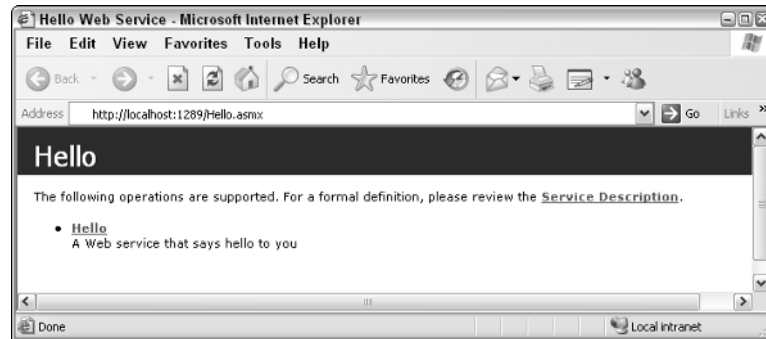 Hello Web Service - Microsoft Internet Explorer
File Edit View Favorites Tools Help
Back Search Favorites
Address http://localhost:1289/Hello.asmx Go Links »
Hello
The following operations are supported. For a formal definition, please review the Service Description.
• Hello
A Web service that says hello to you
Done Local intranet